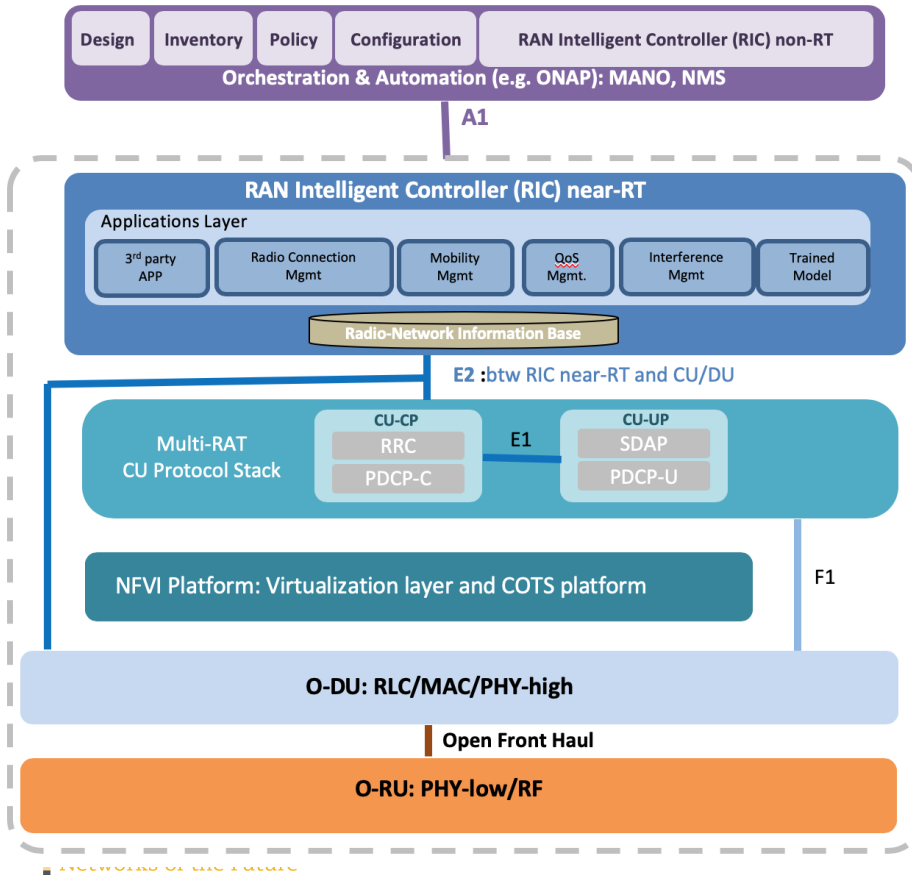 Design
Inventory
Policy
Configuration
RAN Intelligent Controller (RIC) non-RT
Orchestration & Automation (e.g. ONAP): MANO, NMS
A1
RAN Intelligent Controller (RIC) near-RT
Applications Layer
3rd party
APP
Radio Connection
Mgmt
Mobility
Mgmt
QoS
Mgmt.
Interference
Mgmt
Trained
Model
Radio-Network Information Base
E2 :btw RIC near-RT and CU/DU
Multi-RAT
CU Protocol Stack
CU-CP
RRC
PDCP-C
E1
CU-UP
SDAP
PDCP-U
NFVI Platform: Virtualization layer and COTS platform
F1
O-DU: RLC/MAC/PHY-high
Open Front Haul
O-RU: PHY-low/RF
Networks of the Future